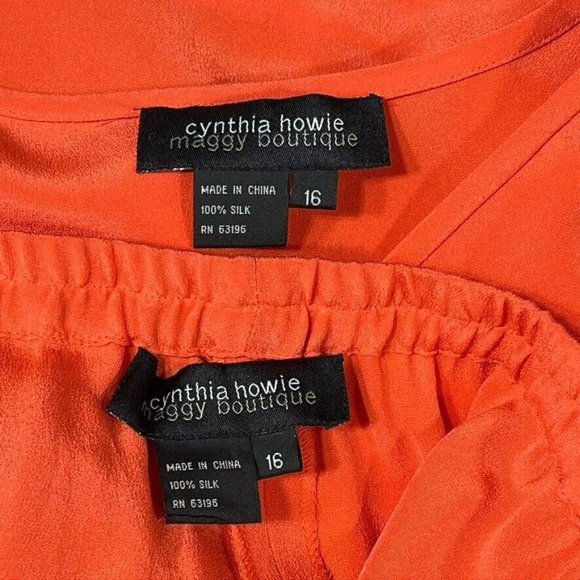 cynthia howie
maggy boutique
MADE IN CHINA
100% SILK
RN 63196
16
cynthia howie
maggy boutique
MADE IN CHINA
100% SILK
RN 63196
16